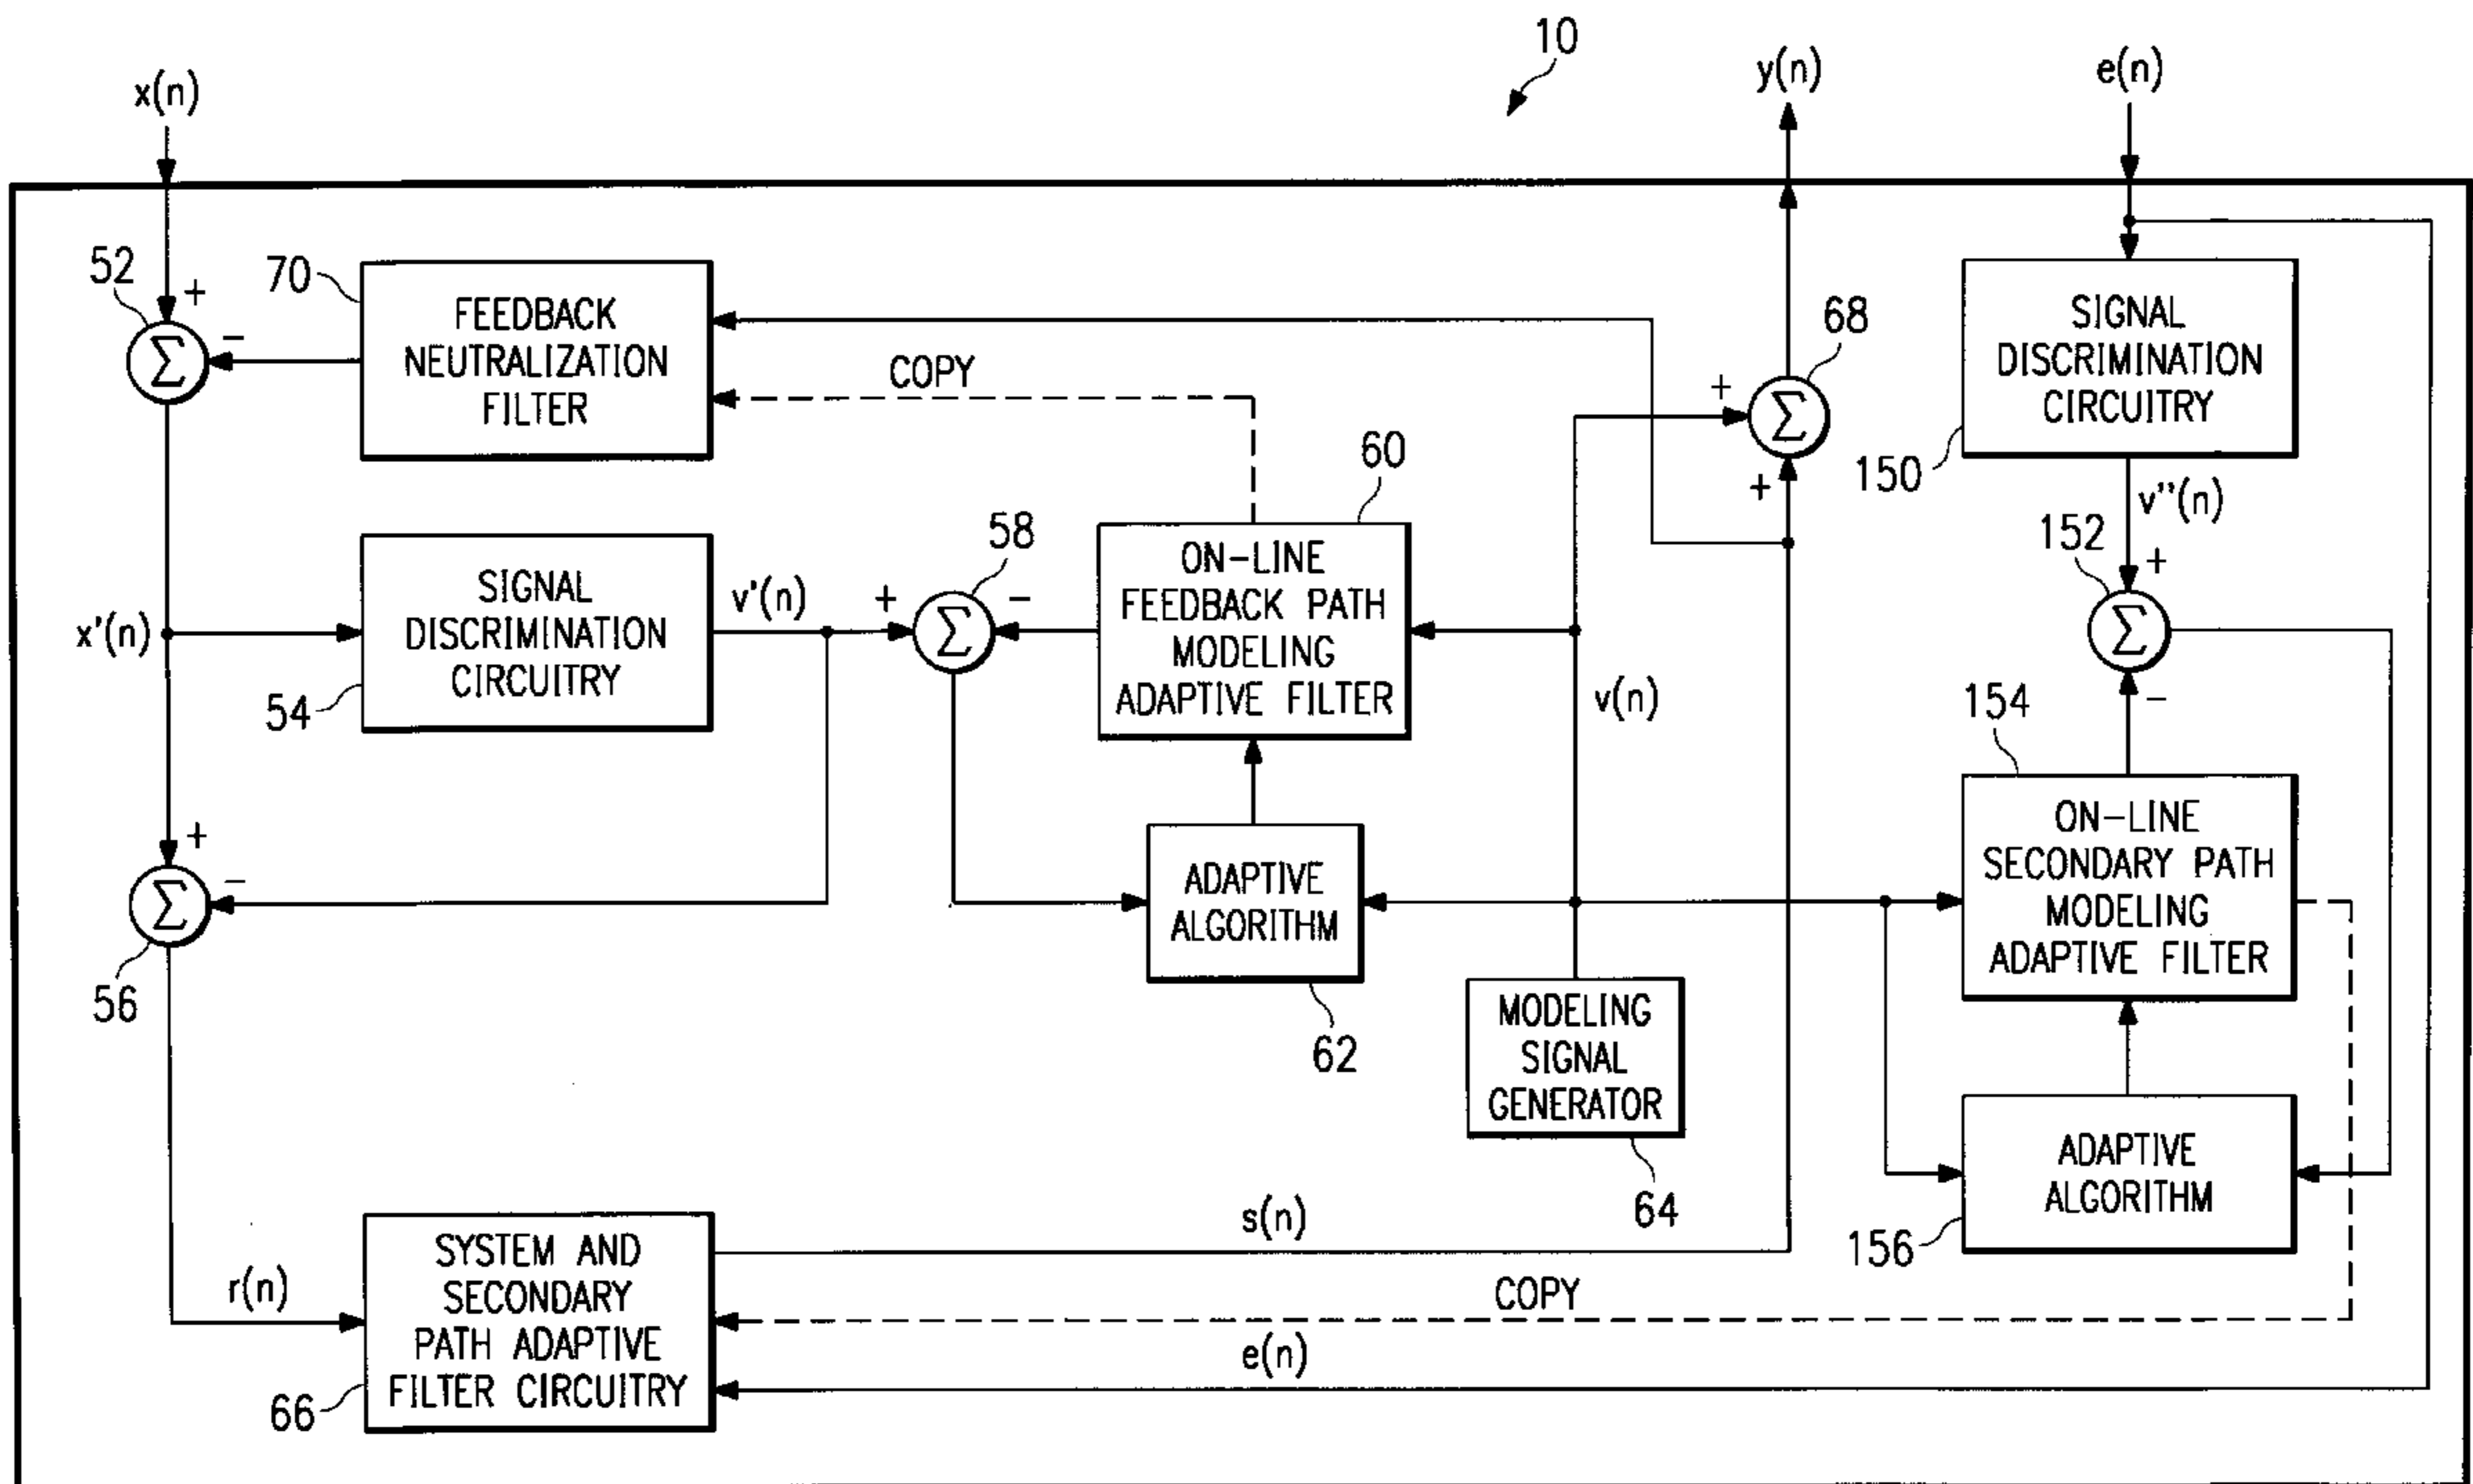 10
x(n)
y(n)
e(n)
52
+
−
Σ
70
FEEDBACK
NEUTRALIZATION
FILTER
COPY
68
+
Σ
+
SIGNAL
DISCRIMINATION
CIRCUITRY
150
v''(n)
152
+
Σ
−
60
ON-LINE
FEEDBACK PATH
MODELING
ADAPTIVE FILTER
58
+
Σ
−
x'(n)
SIGNAL
DISCRIMINATION
CIRCUITRY
54
v'(n)
v(n)
154
ON-LINE
SECONDARY PATH
MODELING
ADAPTIVE FILTER
+
Σ
−
56
ADAPTIVE
ALGORITHM
62
MODELING
SIGNAL
GENERATOR
64
ADAPTIVE
ALGORITHM
156
r(n)
SYSTEM AND
SECONDARY
PATH ADAPTIVE
FILTER CIRCUITRY
66
s(n)
COPY
e(n)